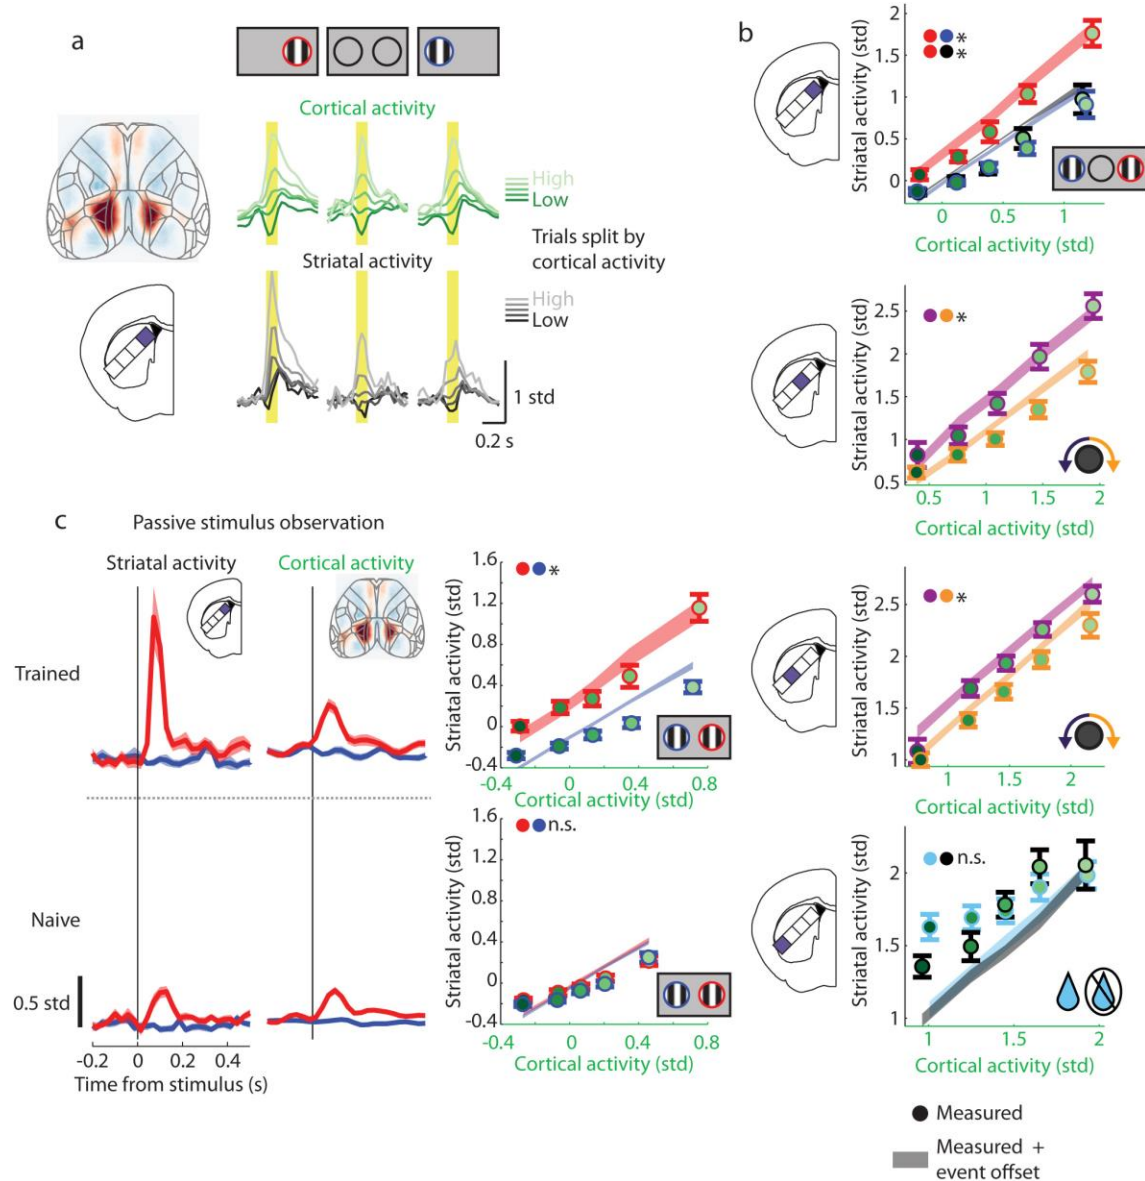 a
Cortical activity
High
Low
Trials split by
cortical activity
Striatal activity
High
Low
1 std
0.2 s
b
Striatal activity (std)
2
1.5
1
0.5
0
*
*
0
0.5
1
Cortical activity (std)
Striatal activity (std)
2.5
2
1.5
1
0.5
*
0.5
1
1.5
2
Cortical activity (std)
Striatal activity (std)
2.5
2
1.5
1
*
1
1.5
2
Cortical activity (std)
Striatal activity (std)
2
1.5
1
n.s.
1
1.5
2
Cortical activity (std)
Measured
Measured +
event offset
c
Passive stimulus observation
Striatal activity
Cortical activity
Trained
Naive
0.5 std
-0.2
0
0.2
0.4
Time from stimulus (s)
Striatal activity (std)
1.6
1.2
0.8
0.4
0
-0.4
*
-0.4
0
0.4
0.8
Cortical activity (std)
Striatal activity (std)
1.6
1.2
0.8
0.4
0
-0.4
n.s.
-0.4
0
0.4
0.8
Cortical activity (std)